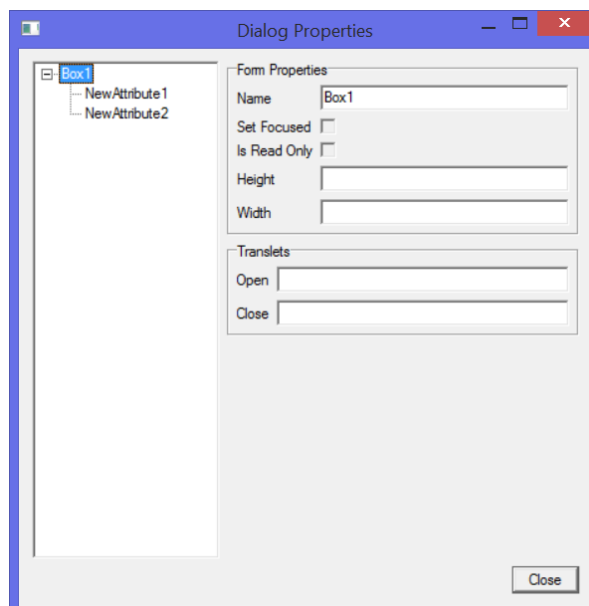 Dialog Properties
Box1
NewAttribute1
NewAttribute2
Form Properties
Name Box1
Set Focused
Is Read Only
Height
Width
Translets
Open
Close
Close